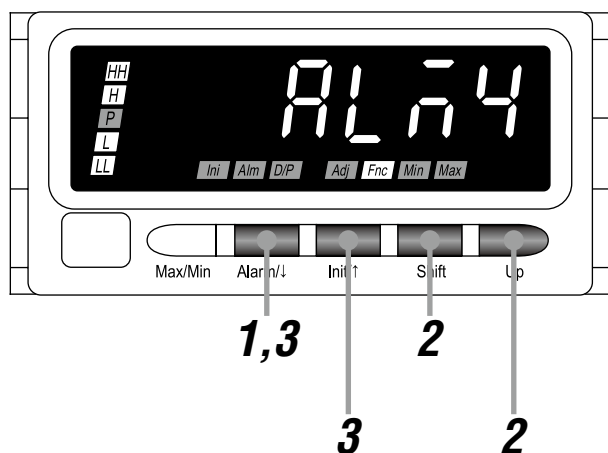 HH
H
P
L
LL
ALM4
Ini Alm D/P Adj Fnc Min Max
Max/Min Alarm/↓ Init/↑ Shift Up
1,3 2
3 2